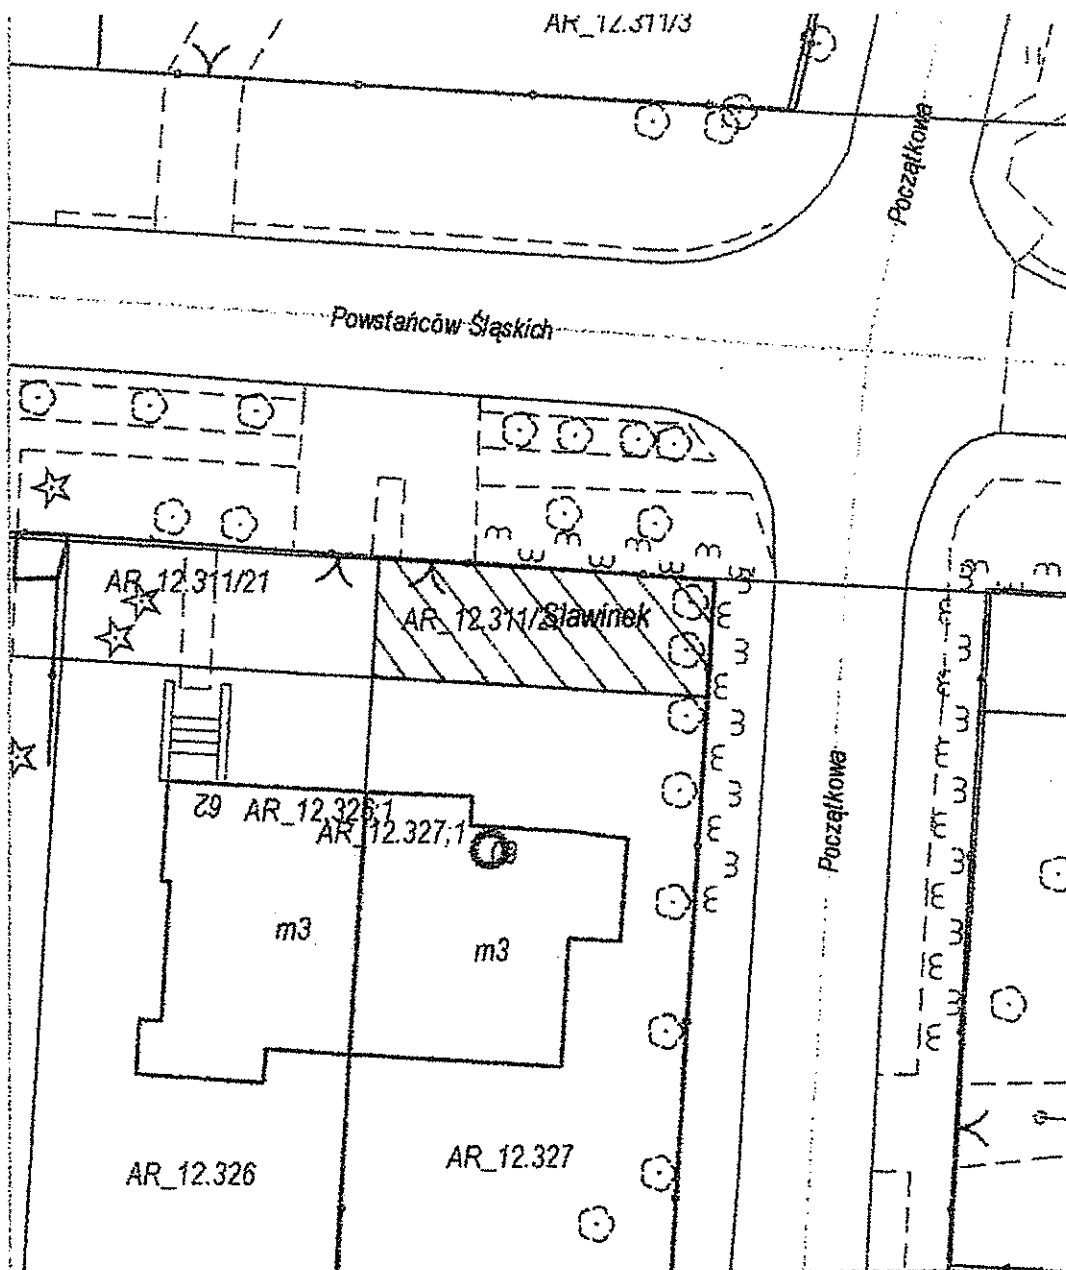 AR_12.311/3
Początkowa
Powstańców Śląskich
AR_12.311/21
AR_12.311/2
Sławinek
62
AR_12.326;1
AR_12.327;1
Początkowa
m3
m3
AR_12.326
AR_12.327